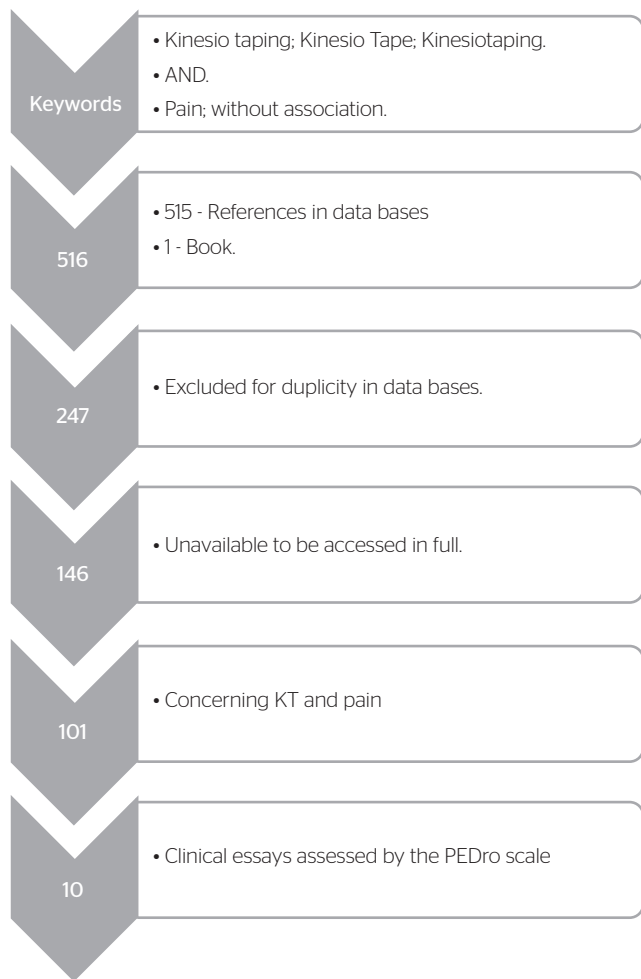 Keywords
• Kinesio taping; Kinesio Tape; Kinesiotaping.
• AND.
• Pain; without association.
516
• 515 - References in data bases
• 1 - Book.
247
• Excluded for duplicity in data bases.
146
• Unavailable to be accessed in full.
101
• Concerning KT and pain
10
• Clinical essays assessed by the PEDro scale